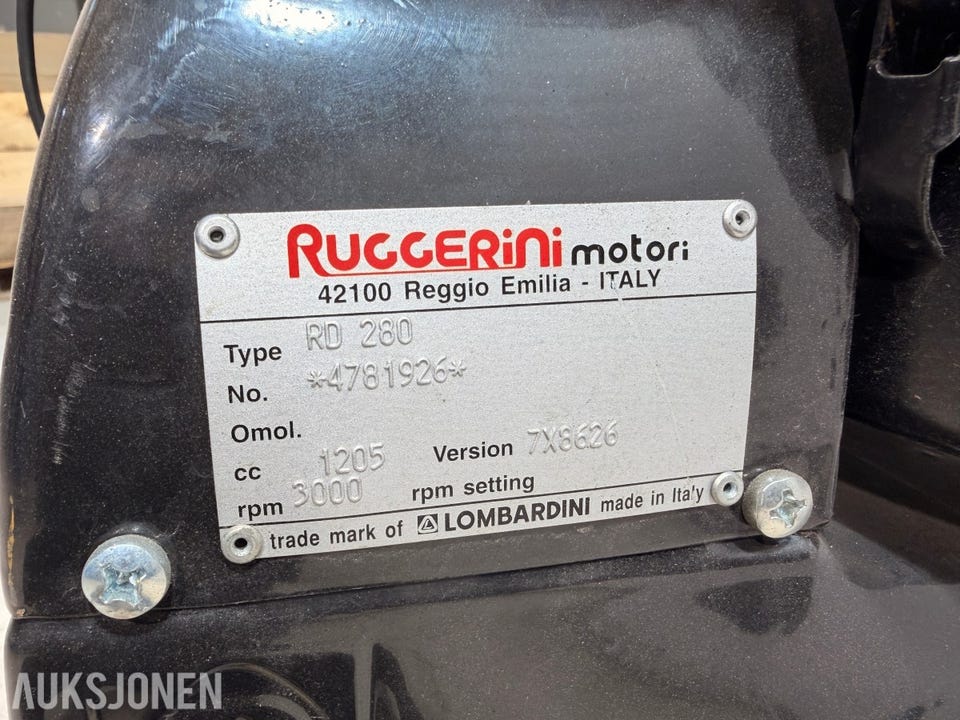 RUGGERiNi motori
42100 Reggio Emilia - ITALY
Type RD 280
No. *4781926*
Omol.
cc 1205 Version 7X8626
rpm 3000 rpm setting
trade mark of LOMBARDINI made in Italy
AUKSJONEN